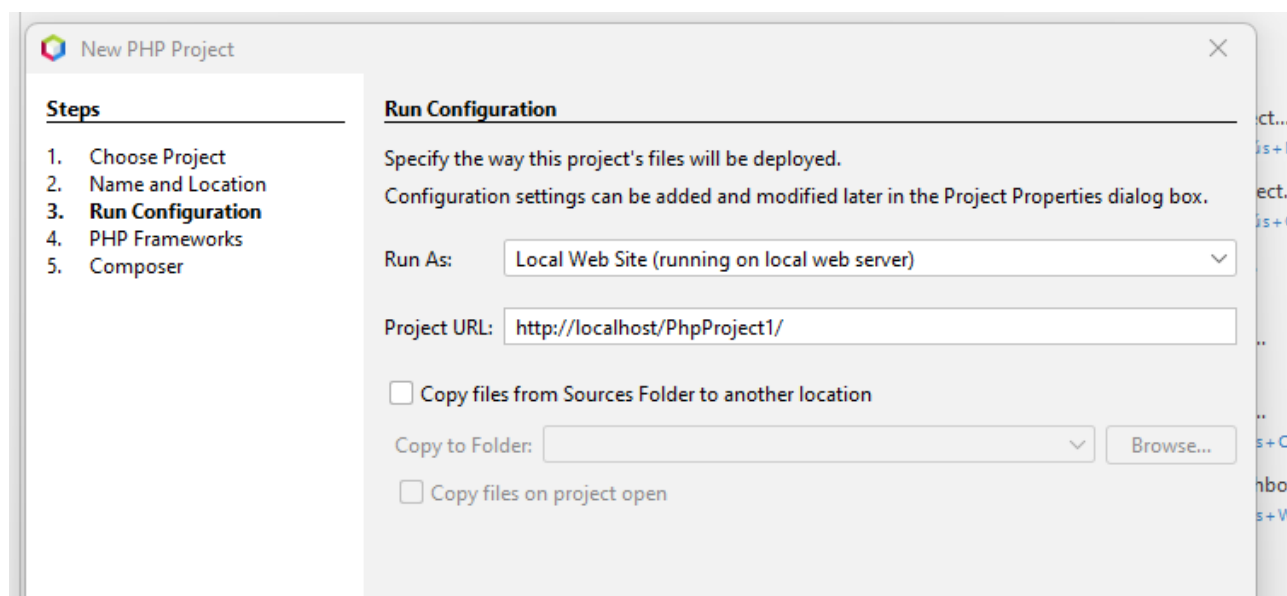 New PHP Project
Steps
1. Choose Project
2. Name and Location
3. Run Configuration
4. PHP Frameworks
5. Composer
Run Configuration
Specify the way this project's files will be deployed.
Configuration settings can be added and modified later in the Project Properties dialog box.
Run As: Local Web Site (running on local web server)
Project URL: http://localhost/PhpProject1/
Copy files from Sources Folder to another location
Copy to Folder: Browse...
Copy files on project open